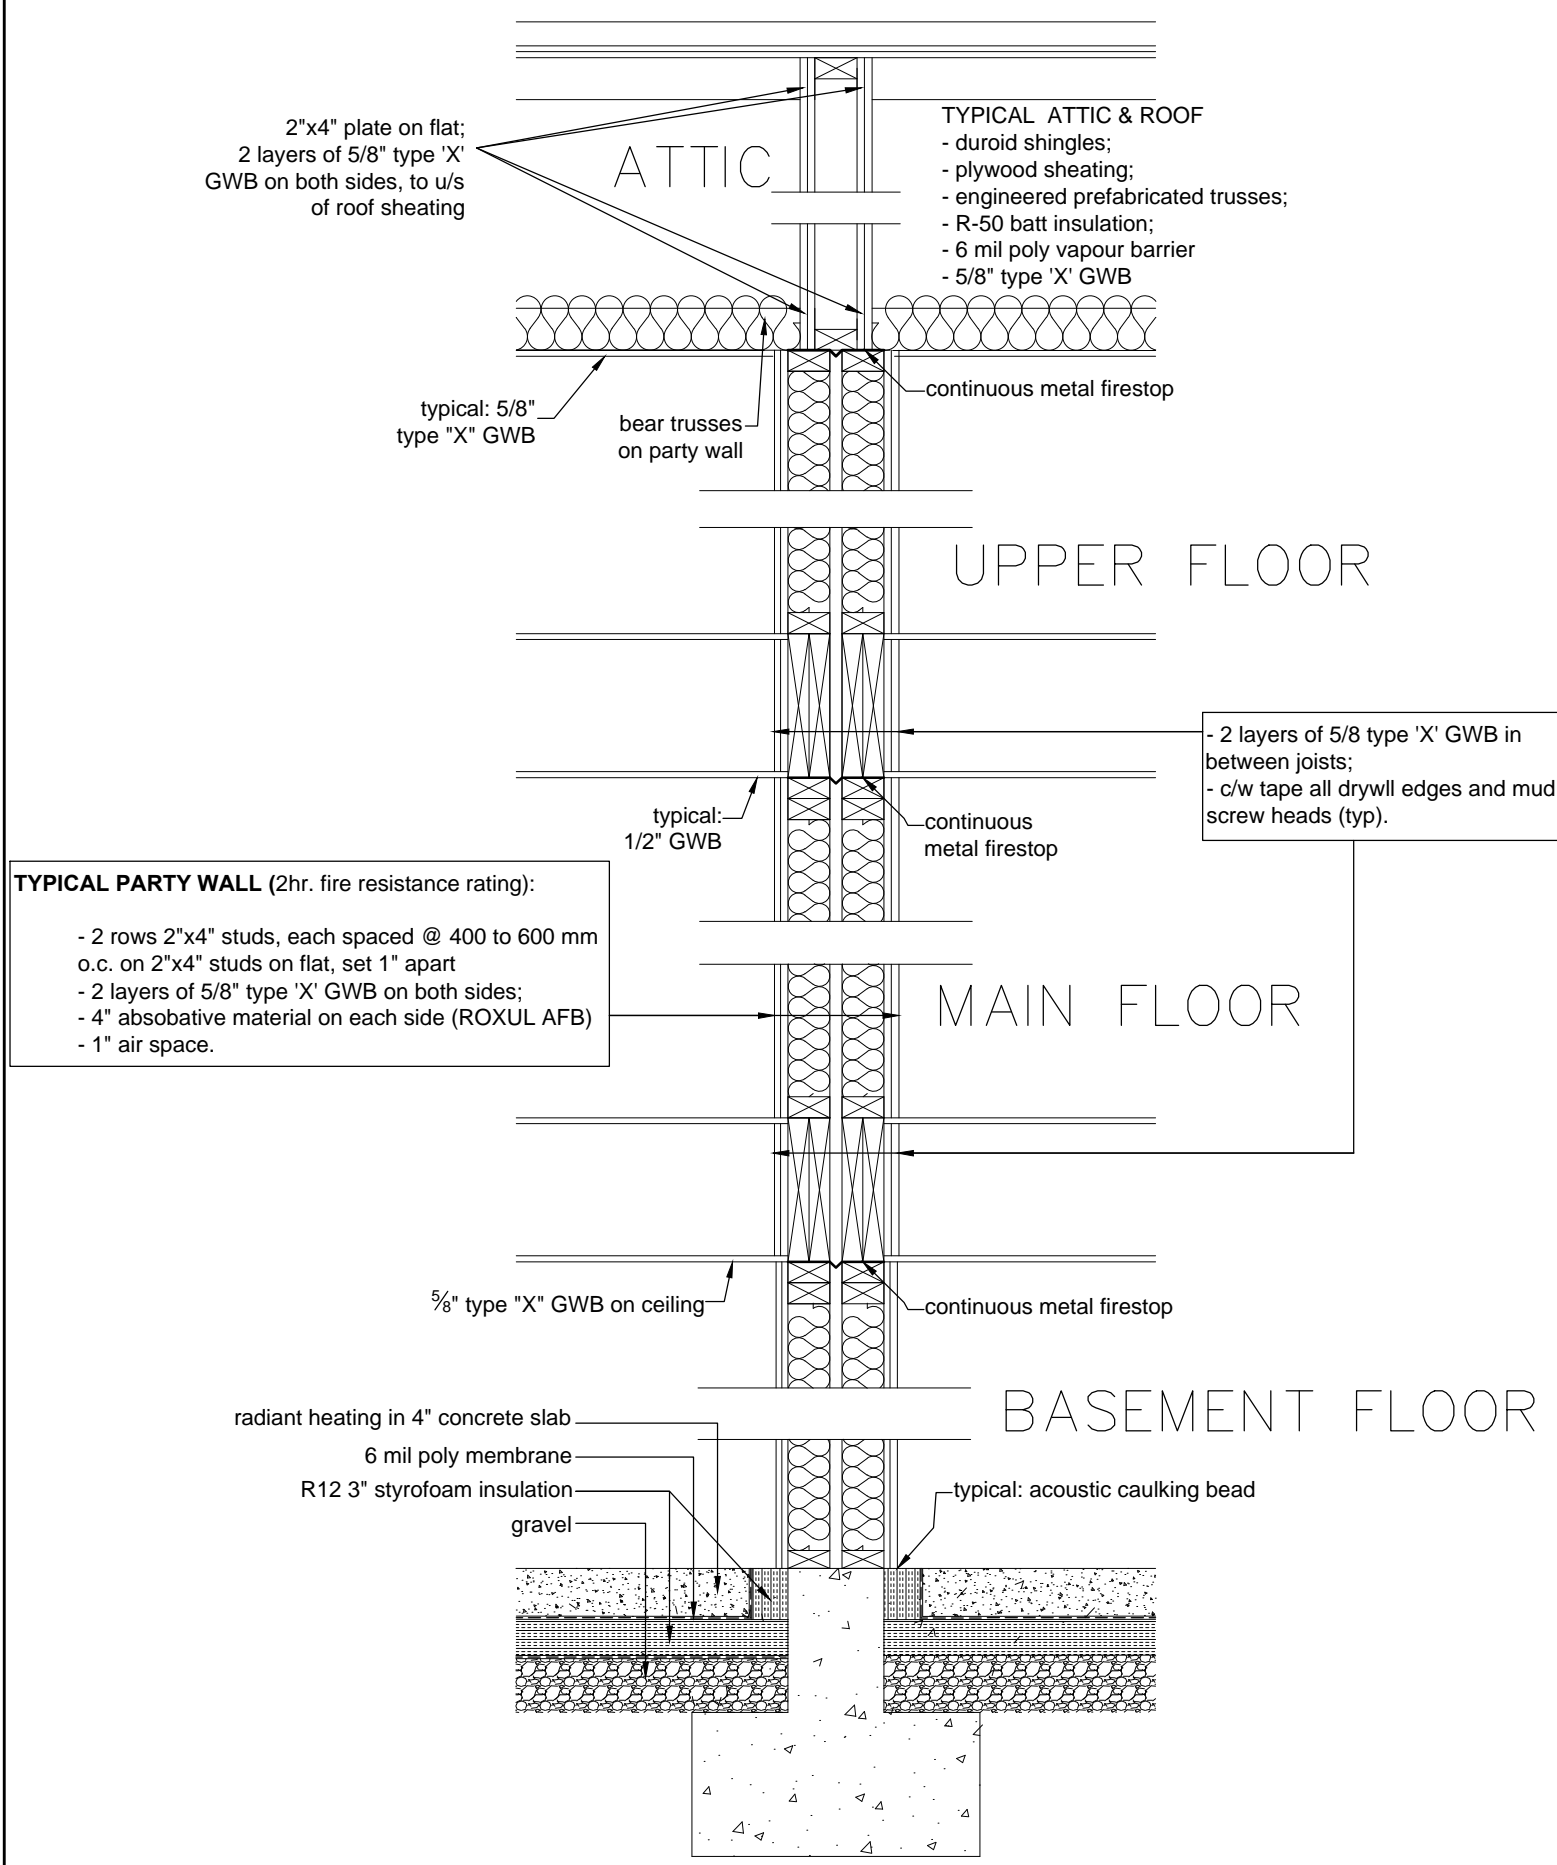 2"x4" plate on flat;
2 layers of 5/8" type 'X'
GWB on both sides, to u/s
of roof sheating
ATTIC
TYPICAL  ATTIC & ROOF
- duroid shingles;
- plywood sheating;
- engineered prefabricated trusses;
- R-50 batt insulation;
- 6 mil poly vapour barrier
- 5/8" type 'X' GWB
typical: 5/8"
type "X" GWB
bear trusses
on party wall
continuous metal firestop
UPPER FLOOR
- 2 layers of 5/8 type 'X' GWB in
between joists;
- c/w tape all drywll edges and mud
screw heads (typ).
typical:
1/2" GWB
continuous
metal firestop
TYPICAL PARTY WALL (2hr. fire resistance rating):
- 2 rows 2"x4" studs, each spaced @ 400 to 600 mm
o.c. on 2"x4" studs on flat, set 1" apart
- 2 layers of 5/8" type 'X' GWB on both sides;
- 4" absobative material on each side (ROXUL AFB)
- 1" air space.
MAIN FLOOR
⅝" type "X" GWB on ceiling
continuous metal firestop
BASEMENT FLOOR
radiant heating in 4" concrete slab
6 mil poly membrane
R12 3" styrofoam insulation
gravel
typical: acoustic caulking bead